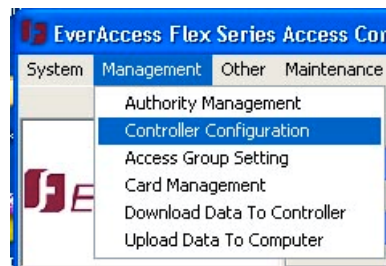 EverAccess Flex Series Access Con
System Management Other Maintenance
Authority Management
Controller Configuration
Access Group Setting
Card Management
Download Data To Controller
Upload Data To Computer